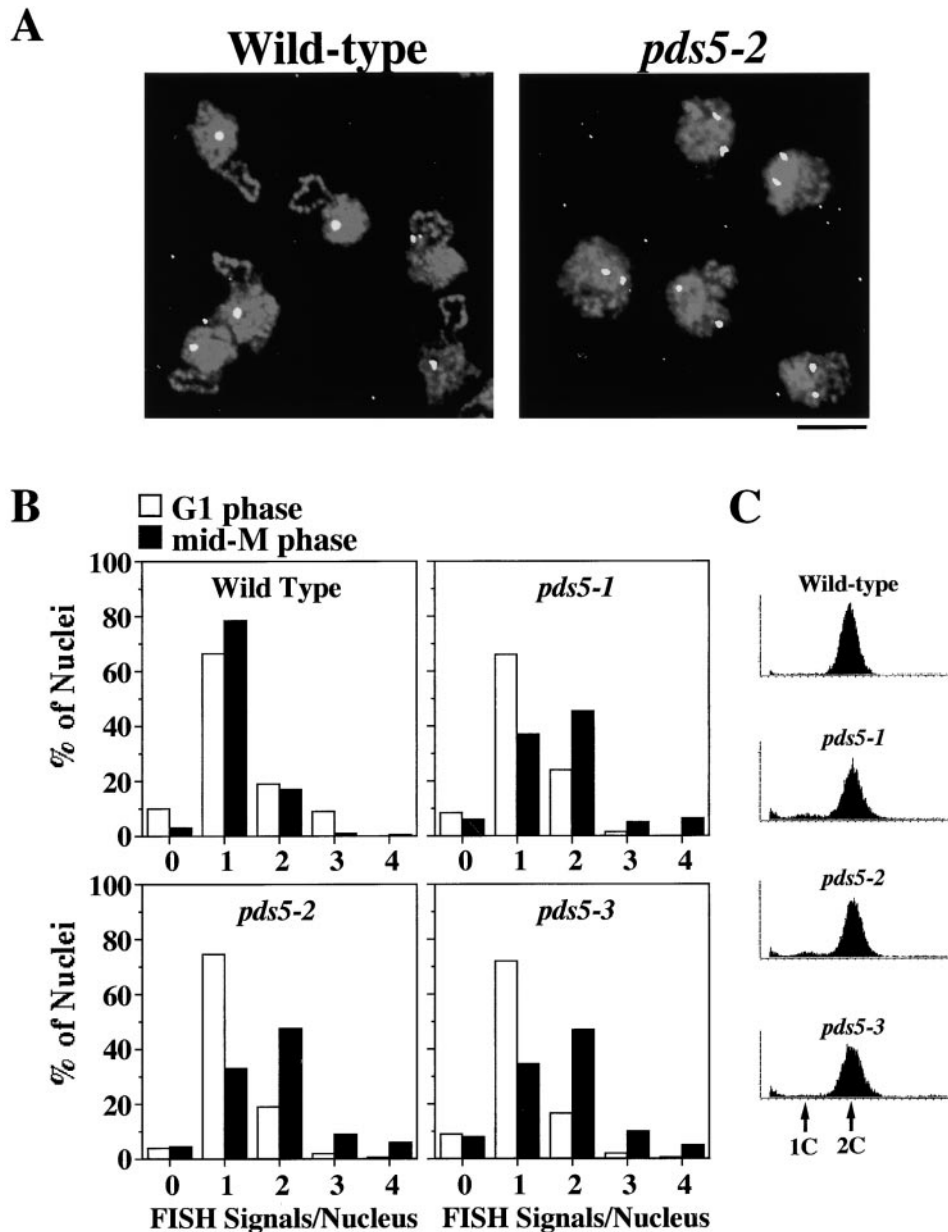 A
Wild-type
pds5-2
B
G1 phase
mid-M phase
C
% of Nuclei
100
80
60
40
20
0
Wild Type
0 1 2 3 4
pds5-1
0 1 2 3 4
% of Nuclei
100
80
60
40
20
0
pds5-2
0 1 2 3 4
FISH Signals/Nucleus
pds5-3
0 1 2 3 4
FISH Signals/Nucleus
Wild-type
pds5-1
pds5-2
pds5-3
1C 2C